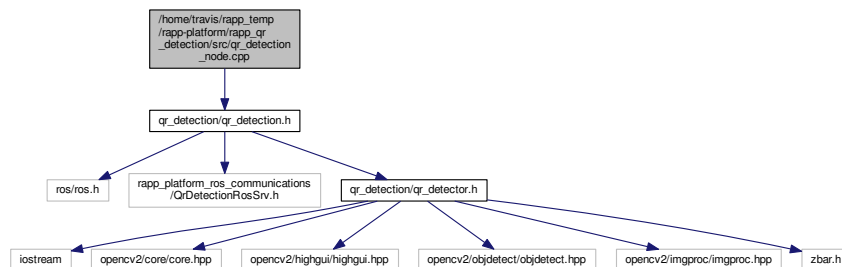 /home/travis/rapp_temp
/rapp-platform/rapp_qr
_detection/src/qr_detection
_node.cpp
qr_detection/qr_detection.h
ros/ros.h
rapp_platform_ros_communications
/QrDetectionRosSrv.h
qr_detection/qr_detector.h
iostream
opencv2/core/core.hpp
opencv2/highgui/highgui.hpp
opencv2/objdetect/objdetect.hpp
opencv2/imgproc/imgproc.hpp
zbar.h